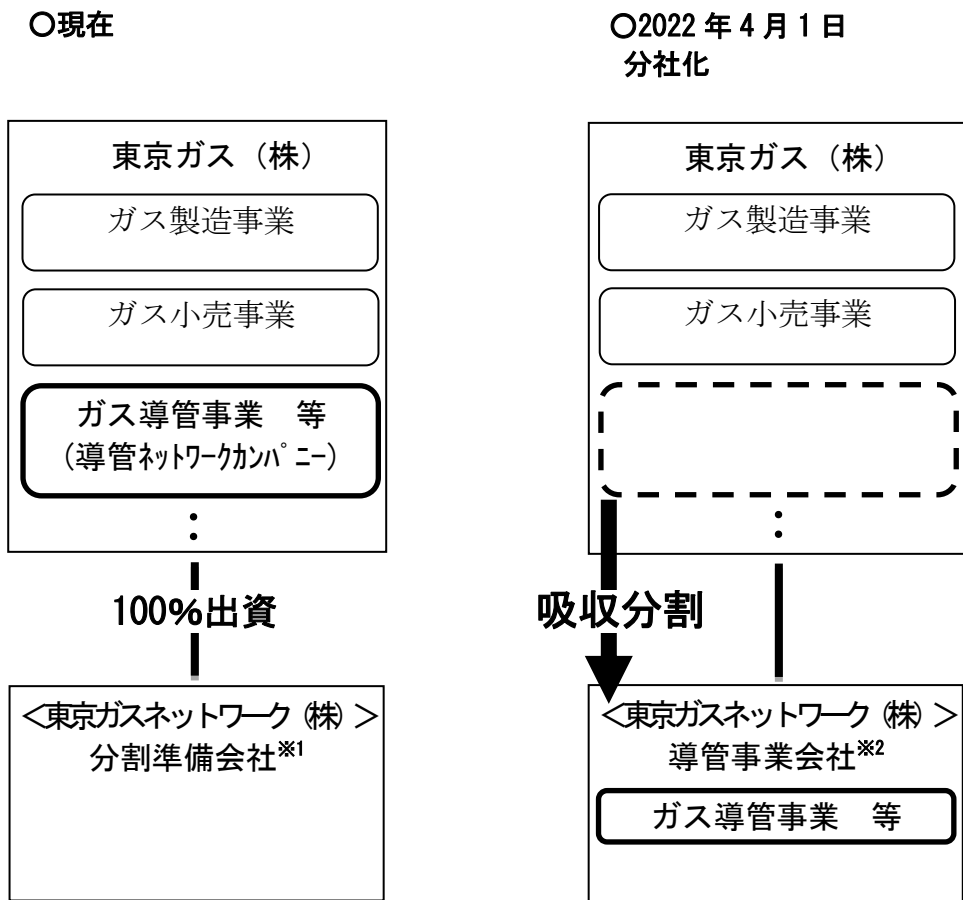 〇現在
東京ガス（株）
ガス製造事業
ガス小売事業
ガス導管事業　等
（導管ﾈｯﾄﾜｰｸｶﾝﾊﾟﾆｰ）
：
100％出資
＜東京ガスネットワーク（株）＞
分割準備会社※1
〇2022 年 4 月 1 日
分社化
東京ガス（株）
ガス製造事業
ガス小売事業
：
吸収分割
＜東京ガスネットワーク（株）＞
導管事業会社※2
ガス導管事業　等